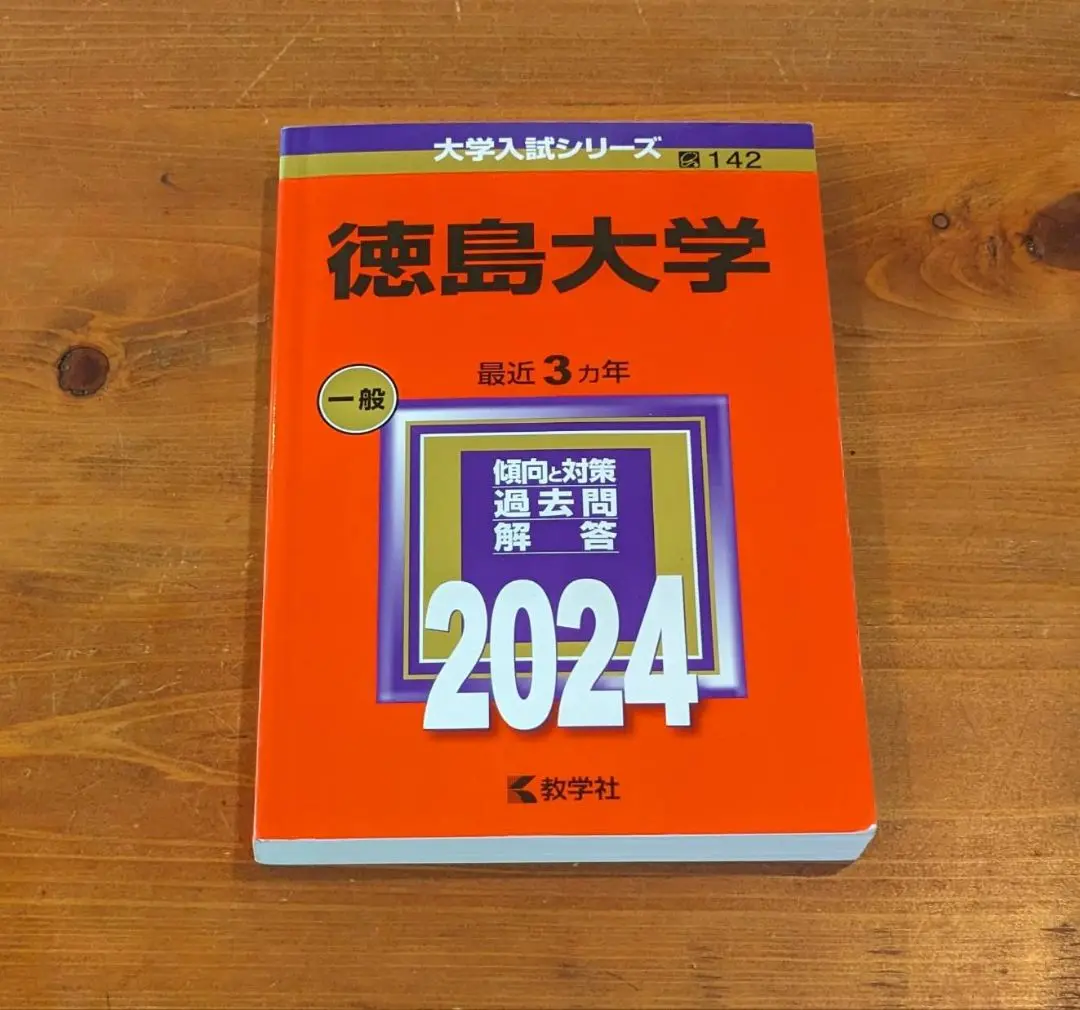 大学入試シリーズ
142
徳島大学
最近3カ年
一般
傾向と対策
過去問
解答
2024
教学社